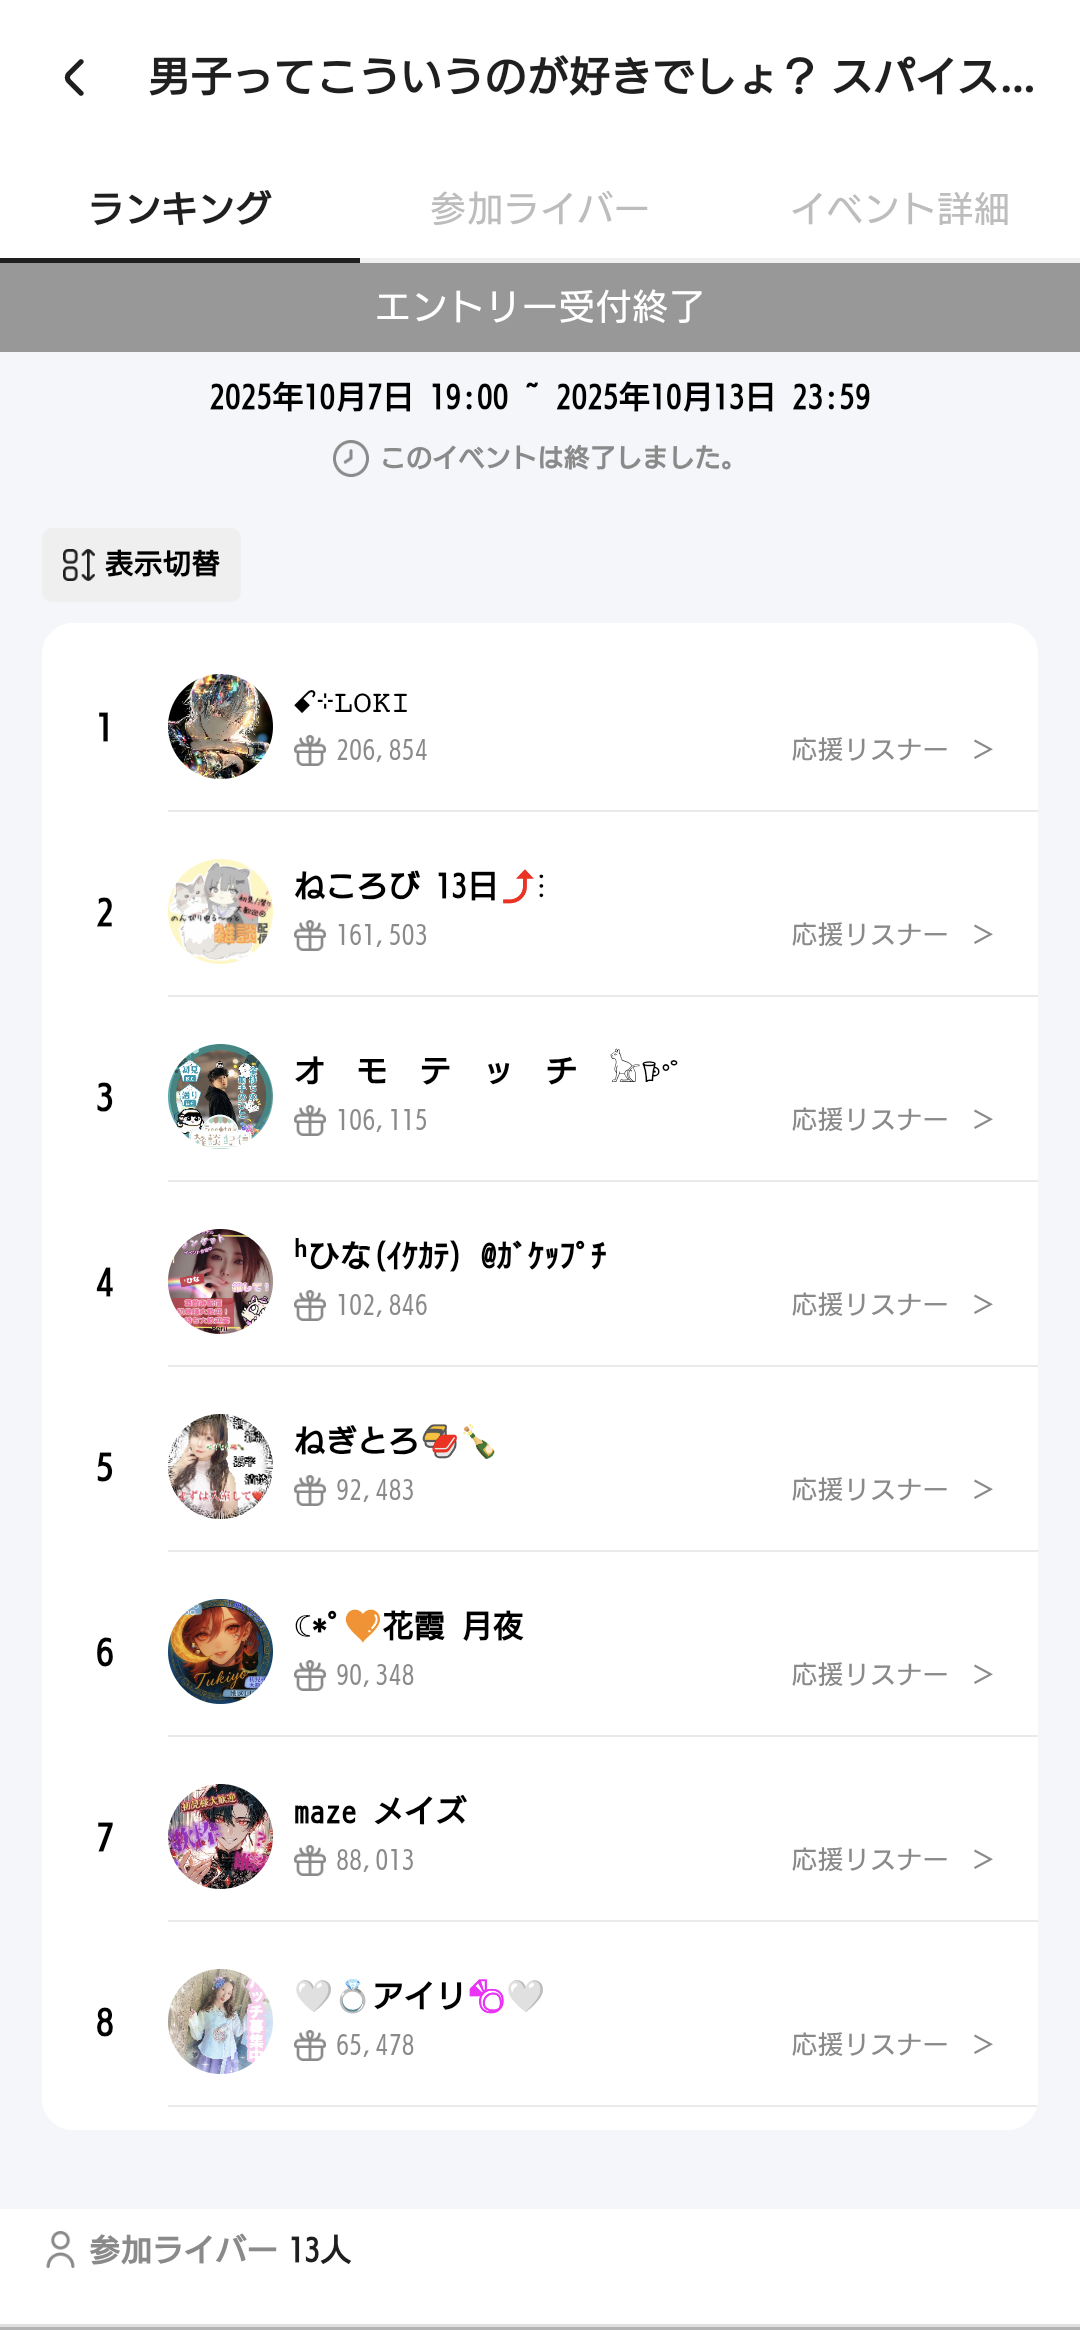 男子ってこういうのが好きでしょ？ スパイス...
ランキング 参加ライバー イベント詳細
エントリー受付終了
2025年10月7日 19:00 ~ 2025年10月13日 23:59
このイベントは終了しました。
表示切替
1
💣⊹LOKI
206,854 応援リスナー >
2
ねころび 13日⤴:
161,503 応援リスナー >
3
オ モ テ ッ チ 𓃠𓌉◌𓈒𓐍
106,115 応援リスナー >
4
ʰひな(ｲｹｶﾃ) @ｶﾞｹｯﾌﾟﾁ
102,846 応援リスナー >
5
ねぎとろ🍣🍾
92,483 応援リスナー >
6
☾*ﾟ🧡花霞 月夜
Tukiyo
90,348 応援リスナー >
7
maze メイズ
88,013 応援リスナー >
8
🤍💍アイリ💍🤍
65,478 応援リスナー >
参加ライバー 13人